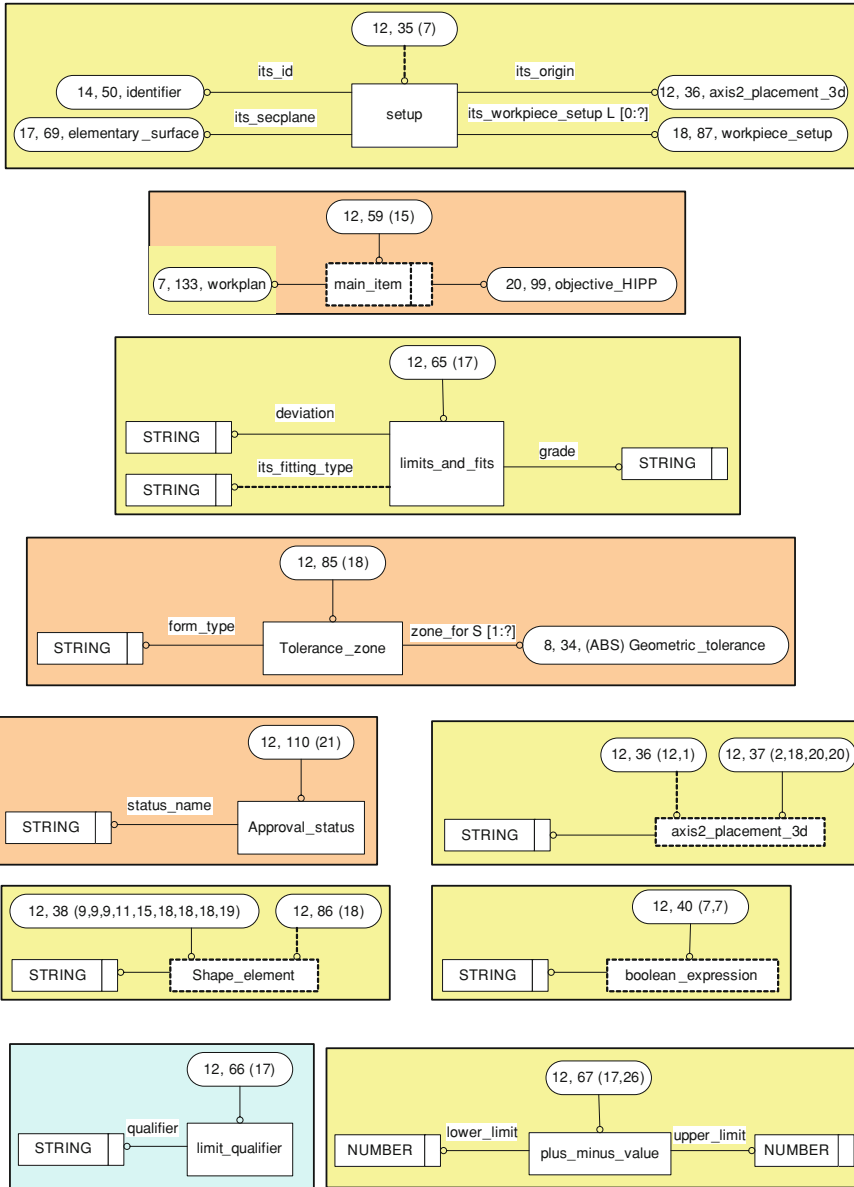 12, 35 (7)
its_id
its_origin
14, 50, identifier
12, 36, axis2_placement_3d
setup
its_secplane
its_workpiece_setup L [0:?]
17, 69, elementary_surface
18, 87, workpiece_setup
12, 59 (15)
7, 133, workplan
main_item
20, 99, objective_HIPP
12, 65 (17)
deviation
STRING
limits_and_fits
grade
STRING
its_fitting_type
STRING
12, 85 (18)
form_type
zone_for S [1:?]
STRING
Tolerance_zone
8, 34, (ABS) Geometric_tolerance
12, 110 (21)
status_name
STRING
Approval_status
12, 36 (12,1)
12, 37 (2,18,20,20)
STRING
axis2_placement_3d
12, 38 (9,9,9,11,15,18,18,18,19)
12, 86 (18)
STRING
Shape_element
12, 40 (7,7)
STRING
boolean_expression
12, 66 (17)
qualifier
STRING
limit_qualifier
12, 67 (17,26)
lower_limit
upper_limit
NUMBER
plus_minus_value
NUMBER